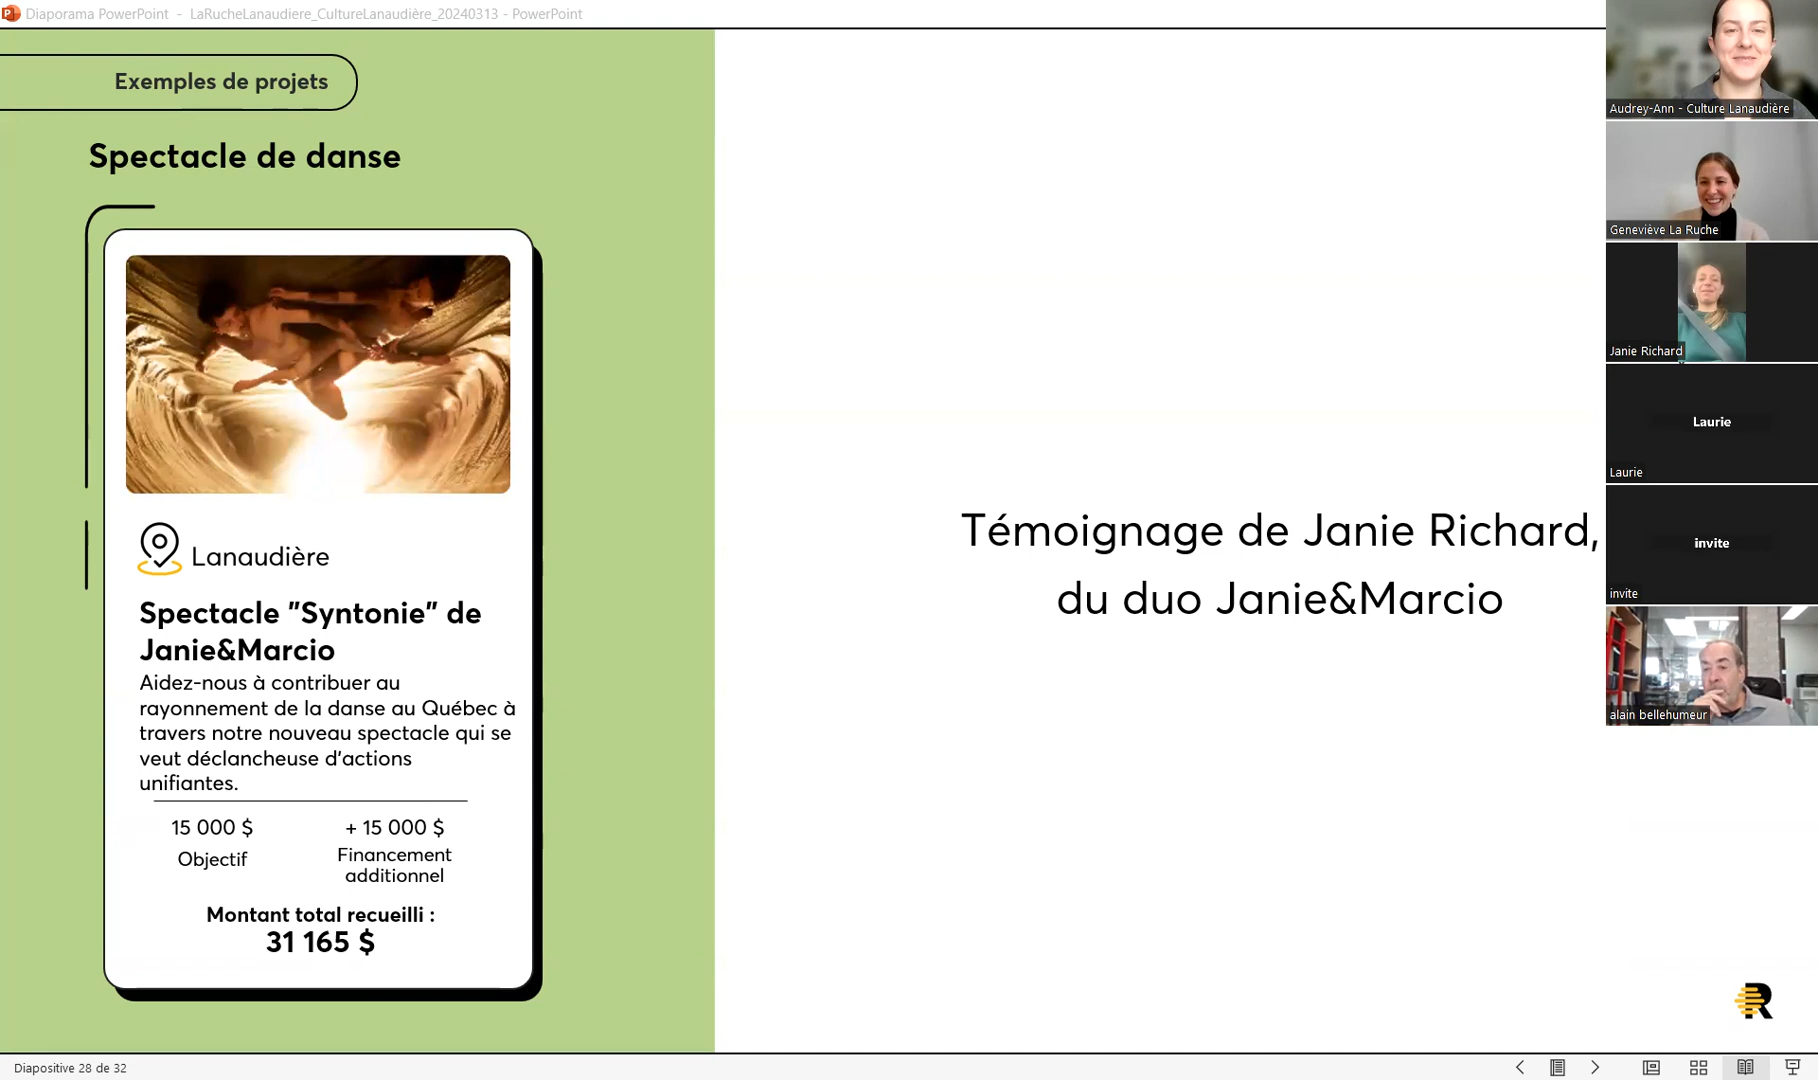 Diaporama PowerPoint - LaRucheLanaudiere_CultureLanaudière_20240313 - PowerPoint
Exemples de projets
Spectacle de danse
Lanaudière
Spectacle "Syntonie" de
Janie&Marcio
Aidez-nous à contribuer au
rayonnement de la danse au Québec à
travers notre nouveau spectacle qui se
veut déclancheuse d'actions
unifiantes.
15 000 $
Objectif
+ 15 000 $
Financement
additionnel
Montant total recueilli :
31 165 $
Témoignage de Janie Richard,
du duo Janie&Marcio
Audrey-Ann - Culture Lanaudière
Geneviève La Ruche
Janie Richard
Laurie
Laurie
invite
invite
alain bellehumeur
R
Diapositive 28 de 32